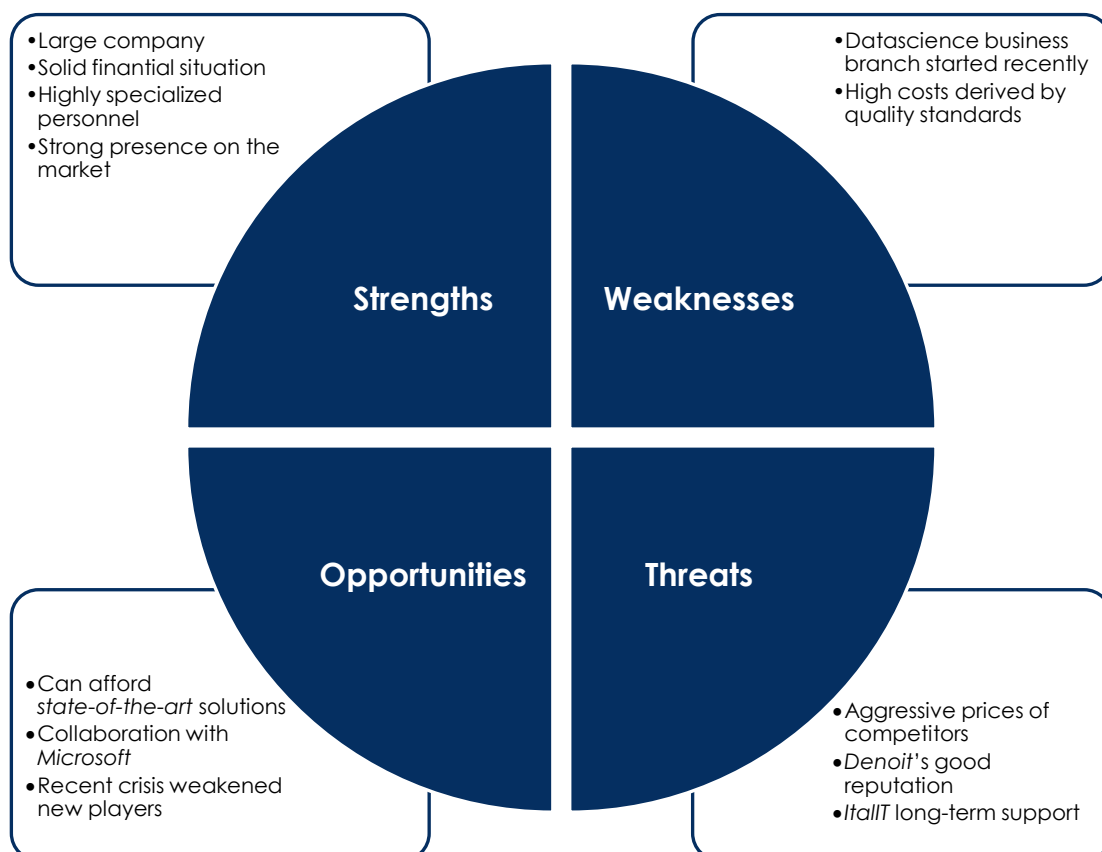 •Large company
•Solid finantial situation
•Highly specialized
personnel
•Strong presence on the
market
•Datascience business
branch started recently
•High costs derived by
quality standards
Strengths
Weaknesses
Opportunities
Threats
•Can afford
state-of-the-art solutions
•Collaboration with
Microsoft
•Recent crisis weakened
new players
•Aggressive prices of
competitors
•Denoit's good
reputation
•ItalIT long-term support